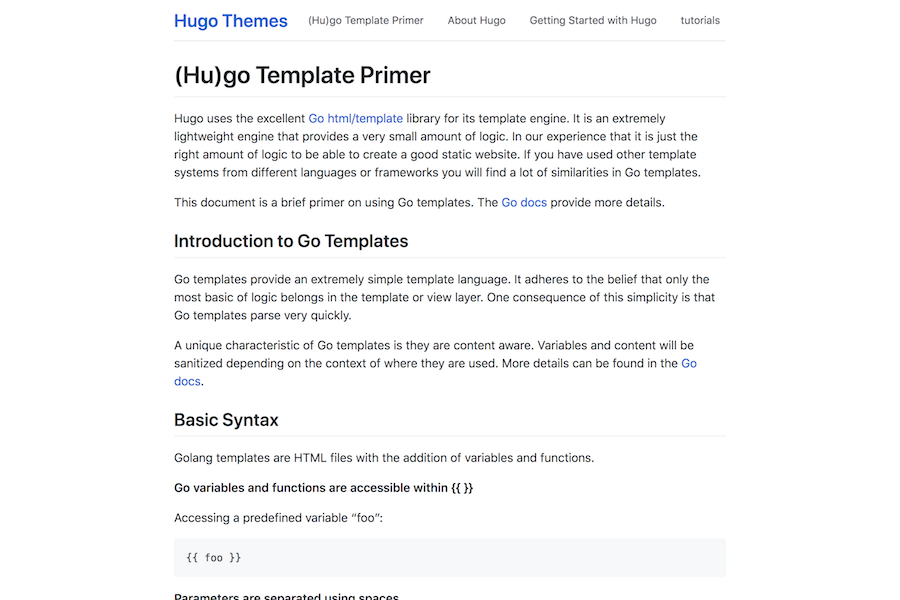 Hugo Themes (Hu)go Template Primer About Hugo Getting Started with Hugo tutorials
(Hu)go Template Primer
Hugo uses the excellent Go html/template library for its template engine. It is an extremely
lightweight engine that provides a very small amount of logic. In our experience that it is just the
right amount of logic to be able to create a good static website. If you have used other template
systems from different languages or frameworks you will find a lot of similarities in Go templates.
This document is a brief primer on using Go templates. The Go docs provide more details.
Introduction to Go Templates
Go templates provide an extremely simple template language. It adheres to the belief that only the
most basic of logic belongs in the template or view layer. One consequence of this simplicity is that
Go templates parse very quickly.
A unique characteristic of Go templates is they are content aware. Variables and content will be
sanitized depending on the context of where they are used. More details can be found in the Go
docs.
Basic Syntax
Golang templates are HTML files with the addition of variables and functions.
Go variables and functions are accessible within {{ }}
Accessing a predefined variable “foo”:
{{ foo }}
Parameters are separated using spaces